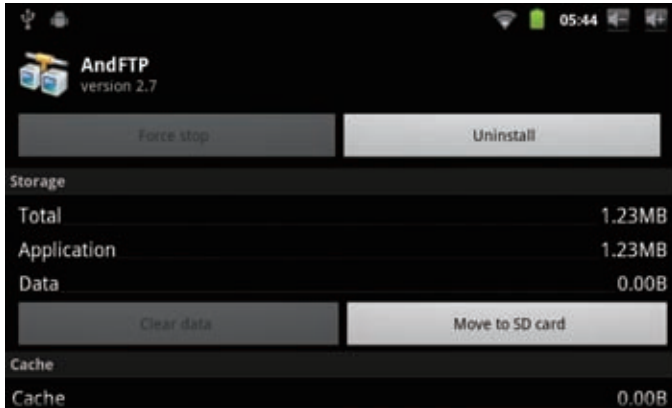 05:44
AndFTP
version 2.7
Force stop
Uninstall
Storage
Total 1.23MB
Application 1.23MB
Data 0.00B
Clear data
Move to SD card
Cache
Cache 0.00B